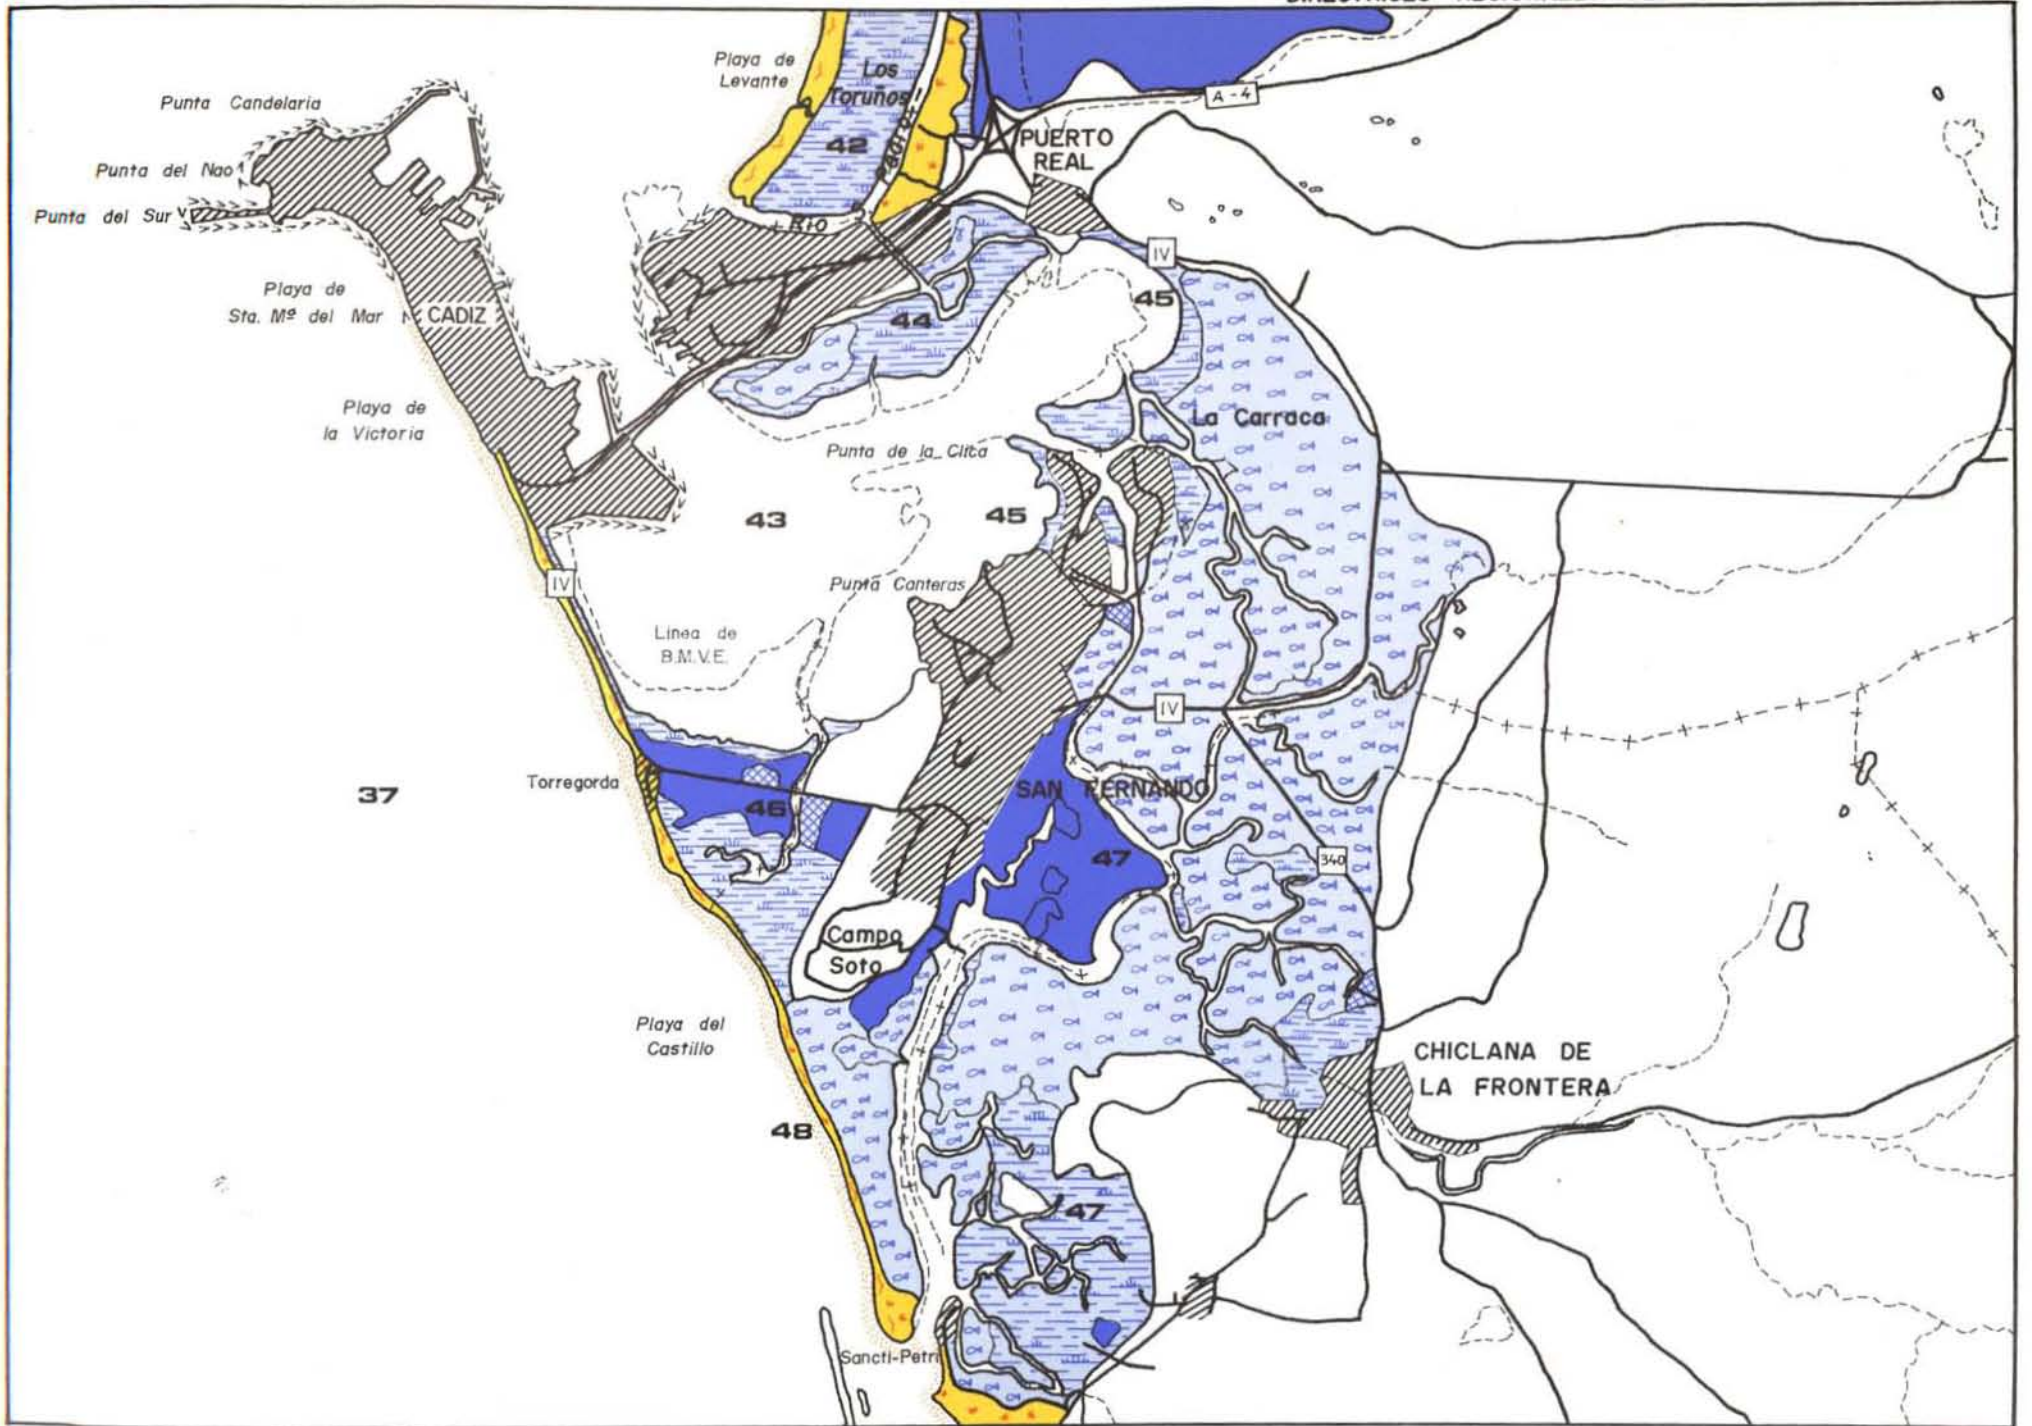 Playa de
Levante
Los
Toruños
42
Punta Candelaria
A-4
PUERTO
REAL
Punta del Nao
Punta del Sur
Río
IV
Playa de
Sta. Mª del Mar
CADIZ
45
44
Playa de
la Victoria
La Carraca
Punta de la Clica
43
45
IV
Punta Canteras
Linea de
B.M.V.E.
IV
Torregorda
37
46
SAN FERNANDO
47
340
Campo
Soto
Playa del
Castillo
CHICLANA DE
LA FRONTERA
48
47
Sancti-Petri